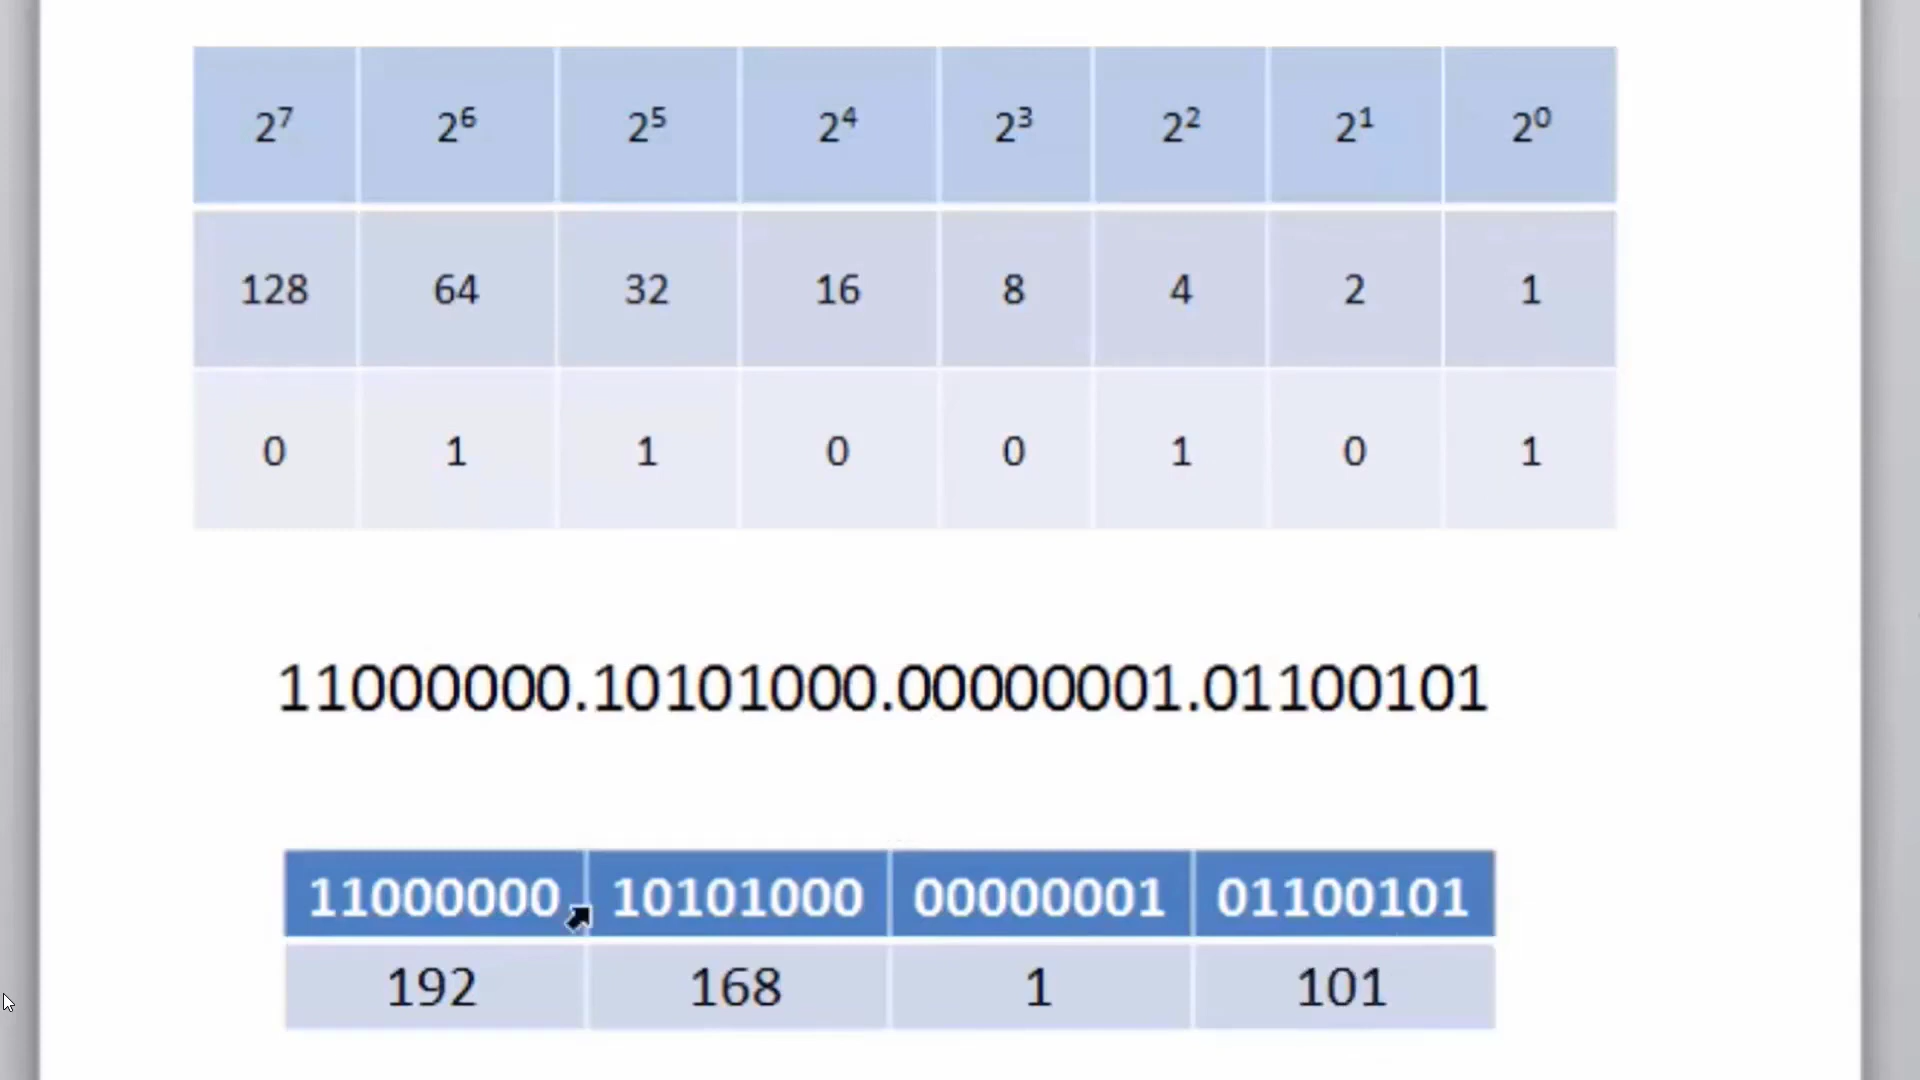 2⁷ 2⁶ 2⁵ 2⁴ 2³ 2² 2¹ 2⁰
128 64 32 16 8 4 2 1
0 1 1 0 0 1 0 1
11000000.10101000.00000001.01100101
11000000 10101000 00000001 01100101
192 168 1 101